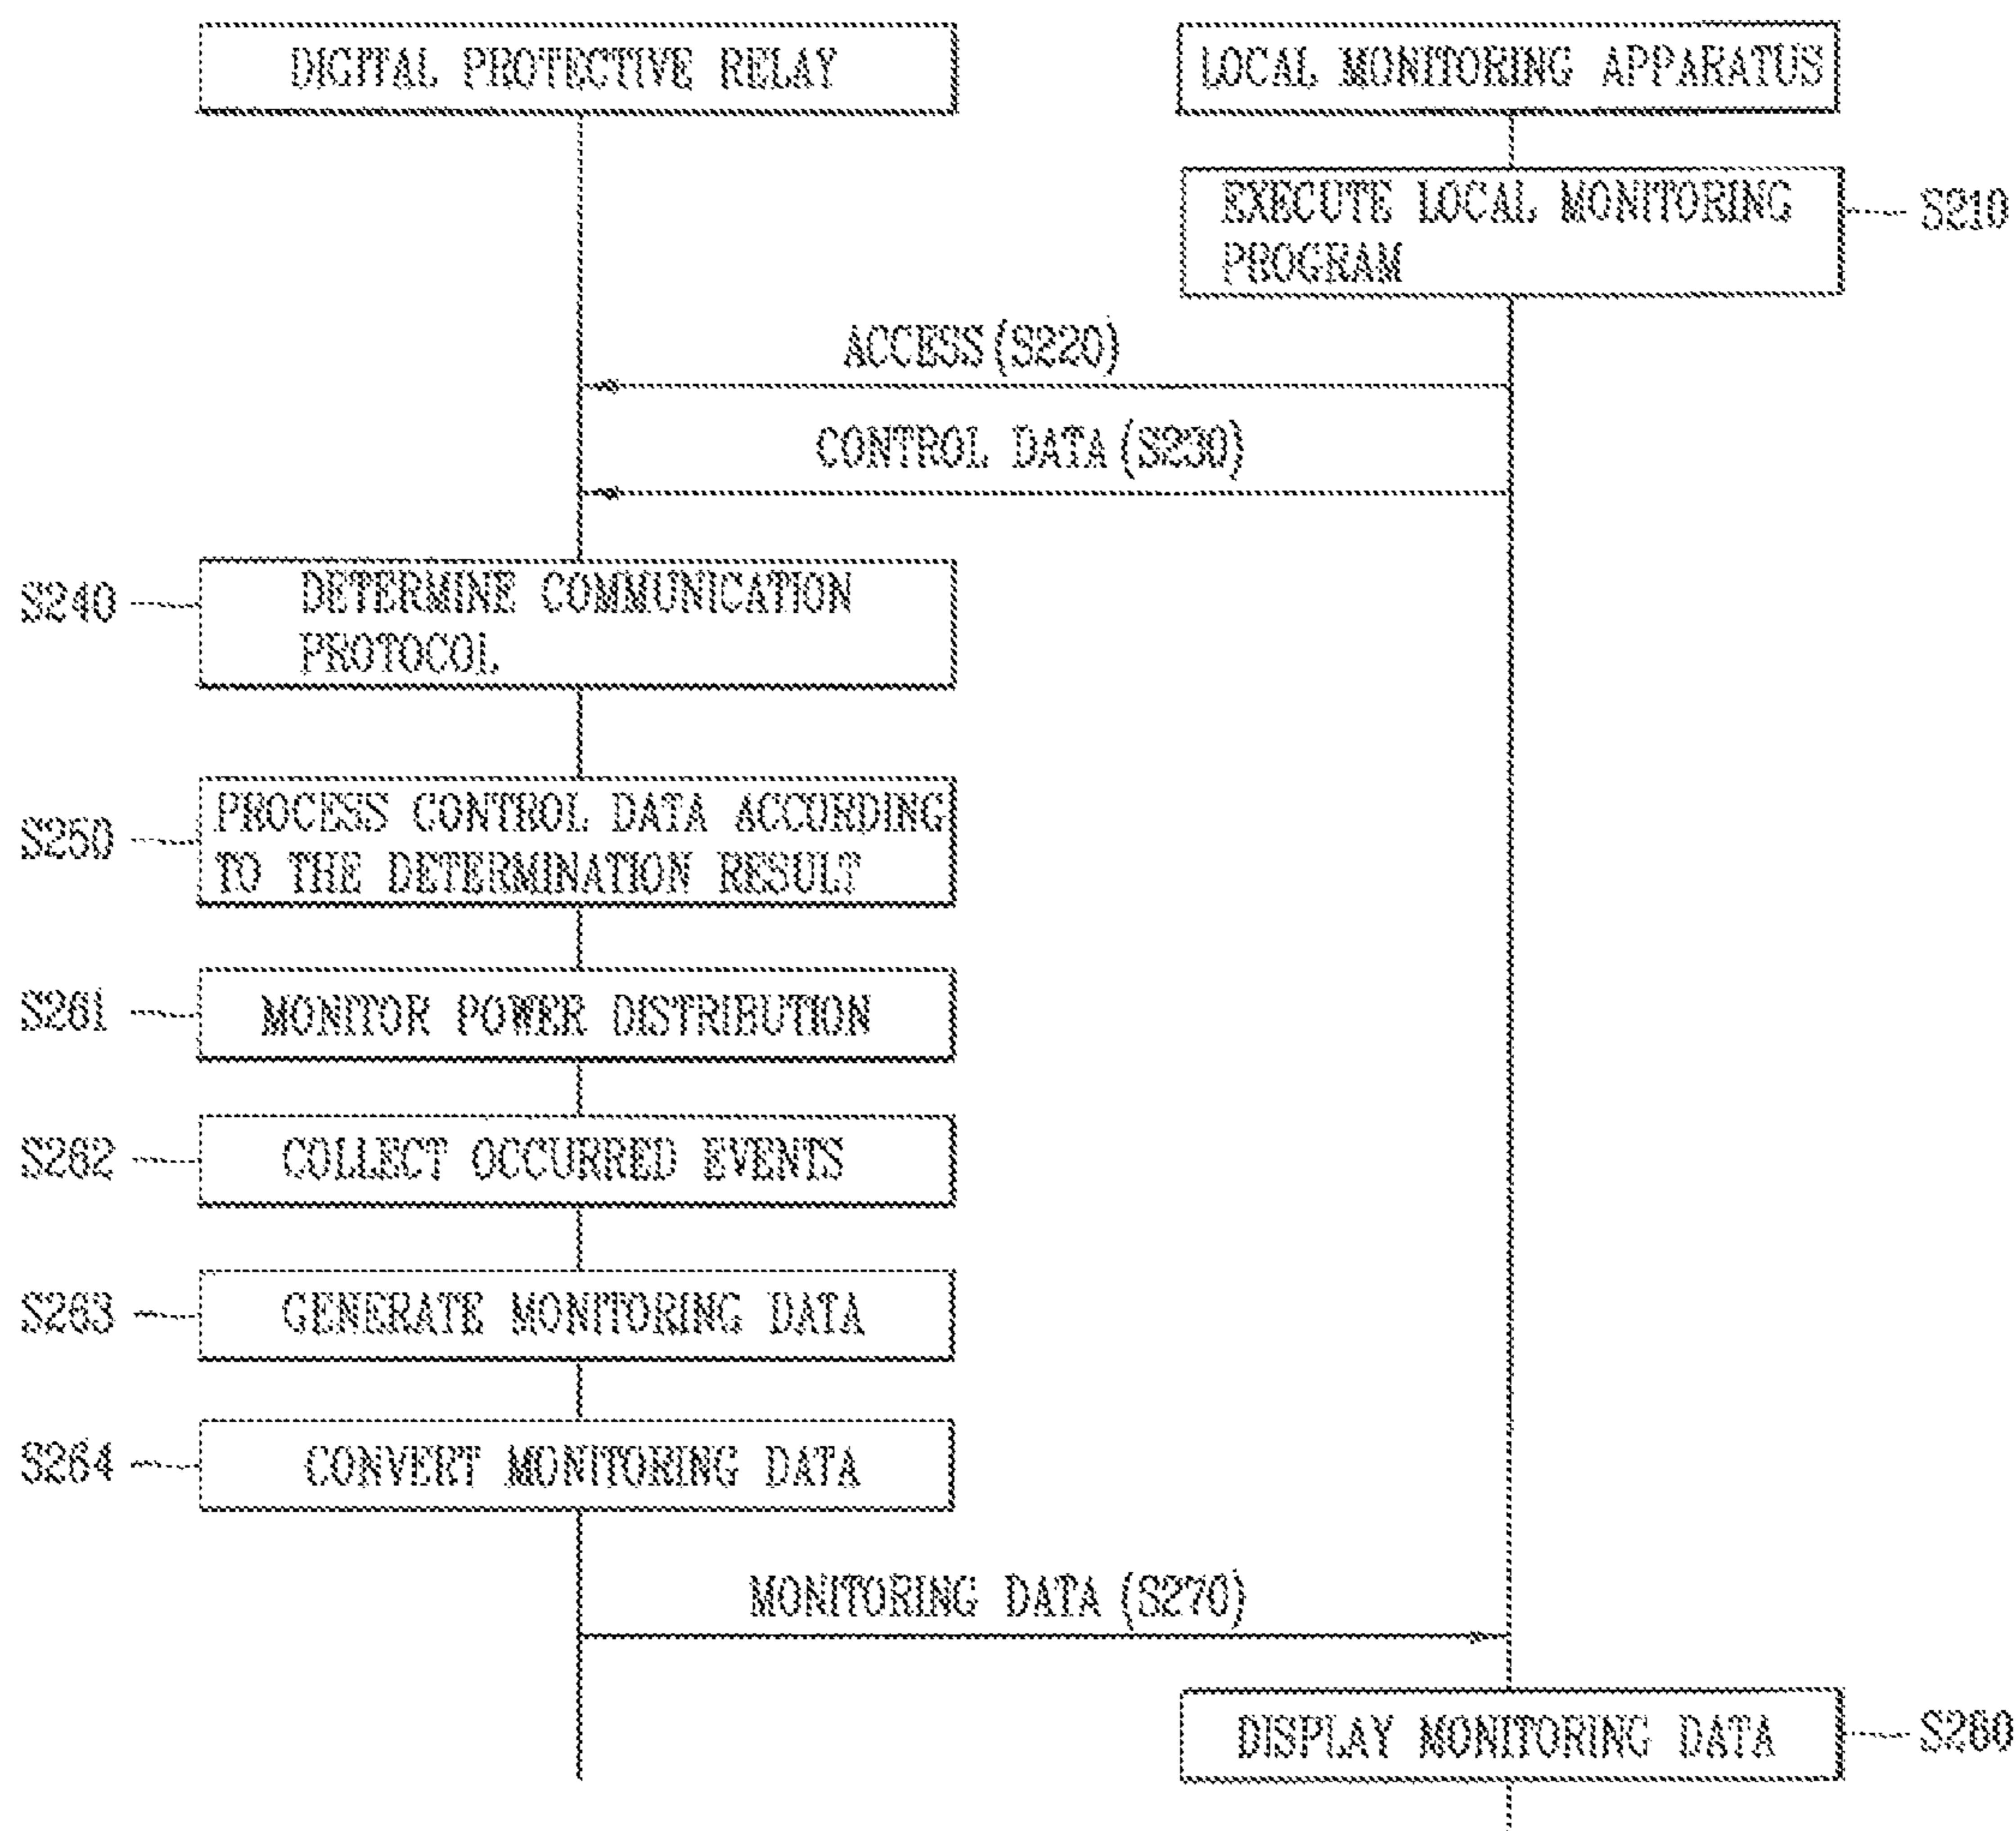 DIGITAL PROTECTIVE RELAY
LOCAL MONITORING APPARATUS
EXECUTE LOCAL MONITORING
PROGRAM
S210
ACCESS(S220)
CONTROL DATA(S230)
S240
DETERMINE COMMUNICATION
PROTOCOL
S250
PROCESS CONTROL DATA ACCORDING
TO THE DETERMINATION RESULT
S261
MONITOR POWER DISTRIBUTION
S262
COLLECT OCCURRED EVENTS
S263
GENERATE MONITORING DATA
S264
CONVERT MONITORING DATA
MONITORING DATA (S270)
DISPLAY MONITORING DATA
S280